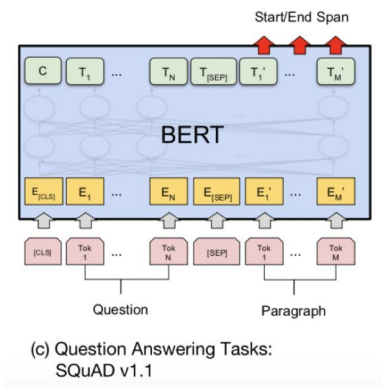 Start/End Span
C T1 ... TN T[SEP] T1' ... TM'
BERT
E[CLS] E1 ... EN E[SEP] E1' ... EM'
[CLS] Tok 1 ... Tok N [SEP] Tok 1 ... Tok M
Question Paragraph
(c) Question Answering Tasks:
SQuAD v1.1